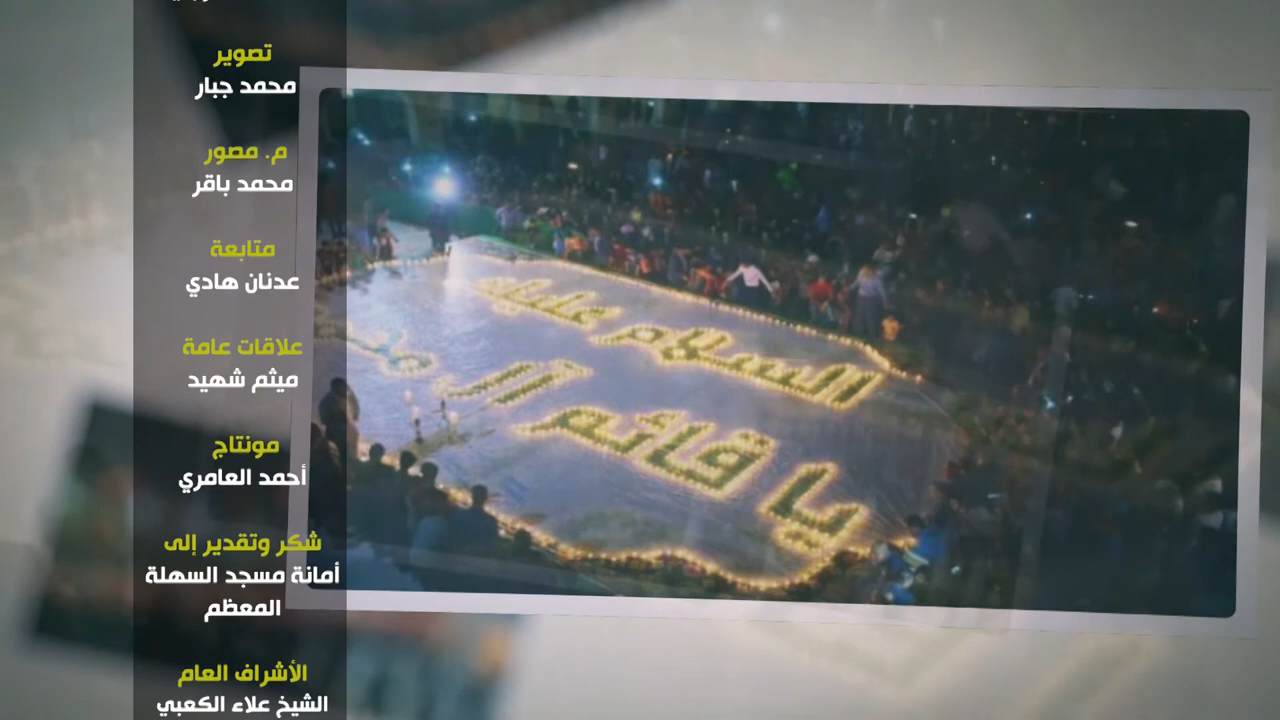 تصوير
محمد جبار
م. مصور
محمد باقر
متابعة
عدنان هادي
علاقات عامة
ميثم شهيد
مونتاج
أحمد العامري
شكر وتقدير إلى
أمانة مسجد السهلة
المعظم
الأشراف العام
الشيخ علاء الكعبي
السلام عليك
يا قائم آل